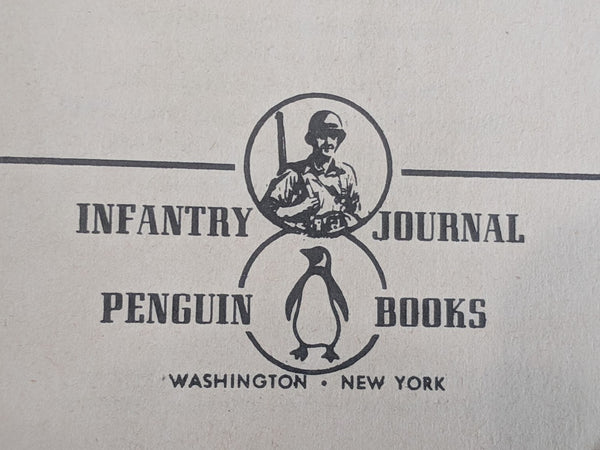 INFANTRY JOURNAL
PENGUIN BOOKS
WASHINGTON • NEW YORK